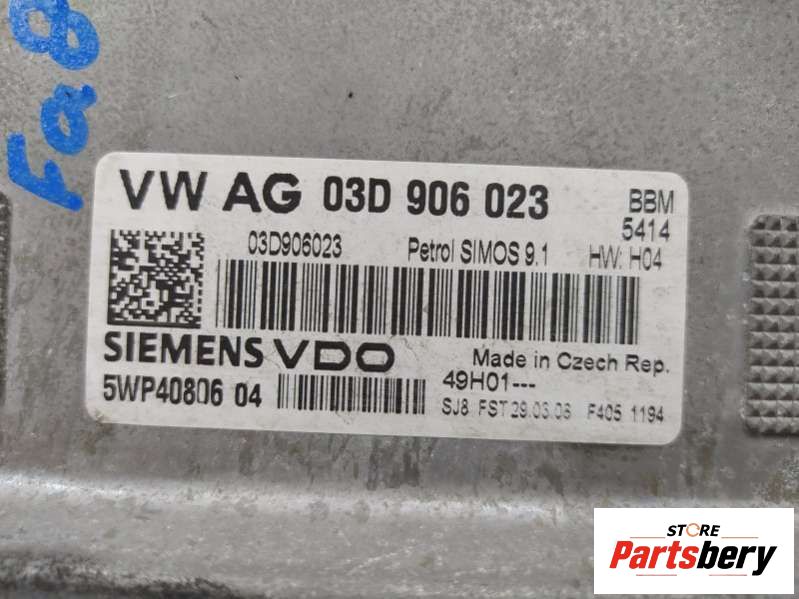 Fa8
VW AG 03D 906 023 BBM
5414
03D906023 Petrol SIMOS 9.1 HW: H04
SIEMENS VDO Made in Czech Rep.
5WP40806 04 49H01---
SJ8 FST 29.03.06 F405 1194
STORE
Partsbery